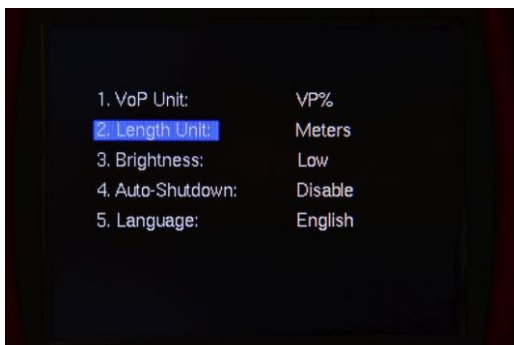 1. VoP Unit: VP%
2. Length Unit: Meters
3. Brightness: Low
4. Auto-Shutdown: Disable
5. Language: English